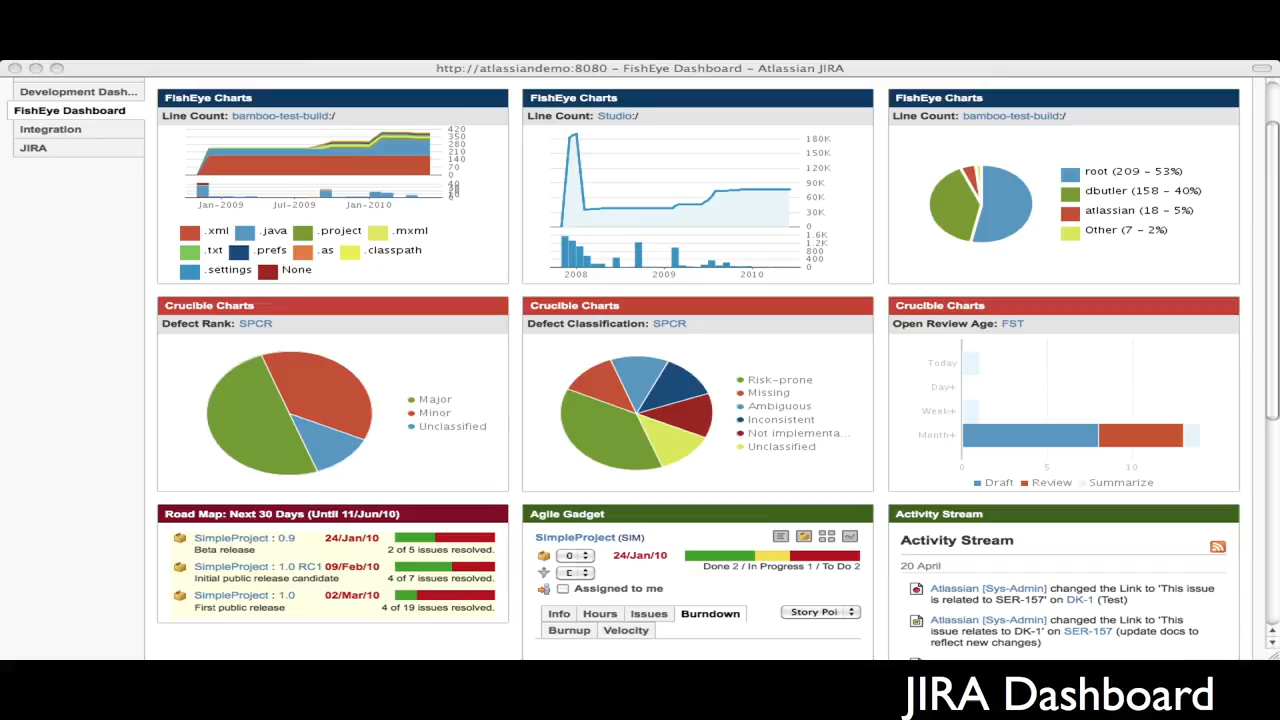 http://atlassiandemo:8080 – FishEye Dashboard – Atlassian JIRA
Development Dash...
FishEye Dashboard
Integration
JIRA
FishEye Charts
Line Count: bamboo-test-build:/
420
350
280
210
140
70
0
40
0
Jan-2009 Jul-2009 Jan-2010
.xml .java .project .mxml
.txt .prefs .as .classpath
.settings None
FishEye Charts
Line Count: Studio:/
180K
150K
120K
90K
60K
30K
0
1.6K
1.2K
800
400
0
2008 2009 2010
FishEye Charts
Line Count: bamboo-test-build:/
root (209 – 53%)
dbutler (158 – 40%)
atlassian (18 – 5%)
Other (7 – 2%)
Crucible Charts
Defect Rank: SPCR
Major
Minor
Unclassified
Crucible Charts
Defect Classification: SPCR
Risk-prone
Missing
Ambiguous
Inconsistent
Not implementa...
Unclassified
Crucible Charts
Open Review Age: FST
Today
Day+
Week+
Month+
0 5 10
Draft Review Summarize
Road Map: Next 30 Days (Until 11/Jun/10)
SimpleProject : 0.9 24/Jan/10
Beta release 2 of 5 issues resolved.
SimpleProject : 1.0 RC1 09/Feb/10
Initial public release candidate 4 of 7 issues resolved.
SimpleProject : 1.0 02/Mar/10
First public release 4 of 19 issues resolved.
Agile Gadget
SimpleProject (SIM)
24/Jan/10
Done 2 / In Progress 1 / To Do 2
Assigned to me
Info Hours Issues Burndown Story Poi
Burnup Velocity
Activity Stream
Activity Stream
20 April
Atlassian [Sys-Admin] changed the Link to 'This issue
is related to SER-157' on DK-1 (Test)
Atlassian [Sys-Admin] changed the Link to 'This
issue relates to DK-1' on SER-157 (update docs to
reflect new changes)
JIRA Dashboard